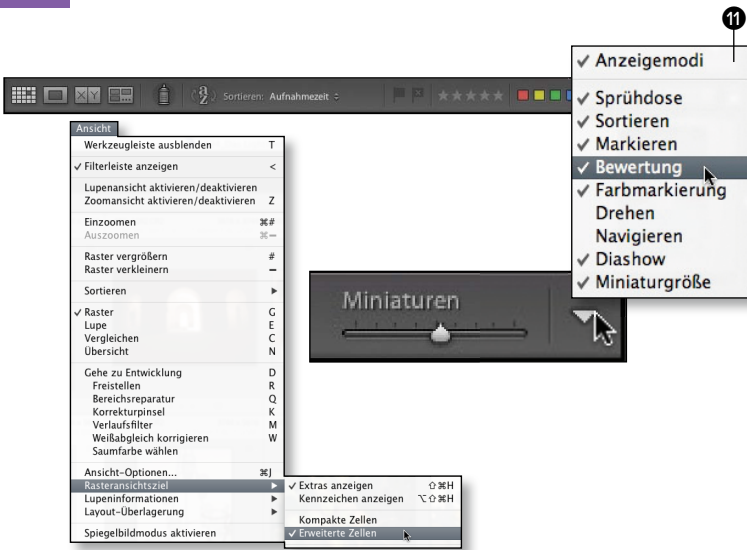 11
Anzeigemodi
Sprühdose
Sortieren
Markieren
Bewertung
Farbmarkierung
Drehen
Navigieren
Diashow
Miniaturgröße
XY
a
z
Sortieren: Aufnahmezeit
Ansicht
Werkzeugleiste ausblenden T
✓ Filterleiste anzeigen <
Lupenansicht aktivieren/deaktivieren
Zoomansicht aktivieren/deaktivieren Z
Einzoomen ⌘#
Auszoomen ⌘−
Raster vergrößern #
Raster verkleinern −
Sortieren ▶
✓ Raster G
Lupe E
Vergleichen C
Übersicht N
Gehe zu Entwicklung D
Freistellen R
Bereichsreparatur Q
Korrekturpinsel K
Verlaufsfilter M
Weißabgleich korrigieren W
Saumfarbe wählen
Ansicht-Optionen... ⌘J
Rasteransichtsziel ▶
Lupeninformationen ▶
Layout-Überlagerung ▶
Spiegelbildmodus aktivieren
✓ Extras anzeigen ⇧⌘H
Kennzeichen anzeigen ⌥⇧⌘H
Kompakte Zellen
✓ Erweiterte Zellen
Miniaturen